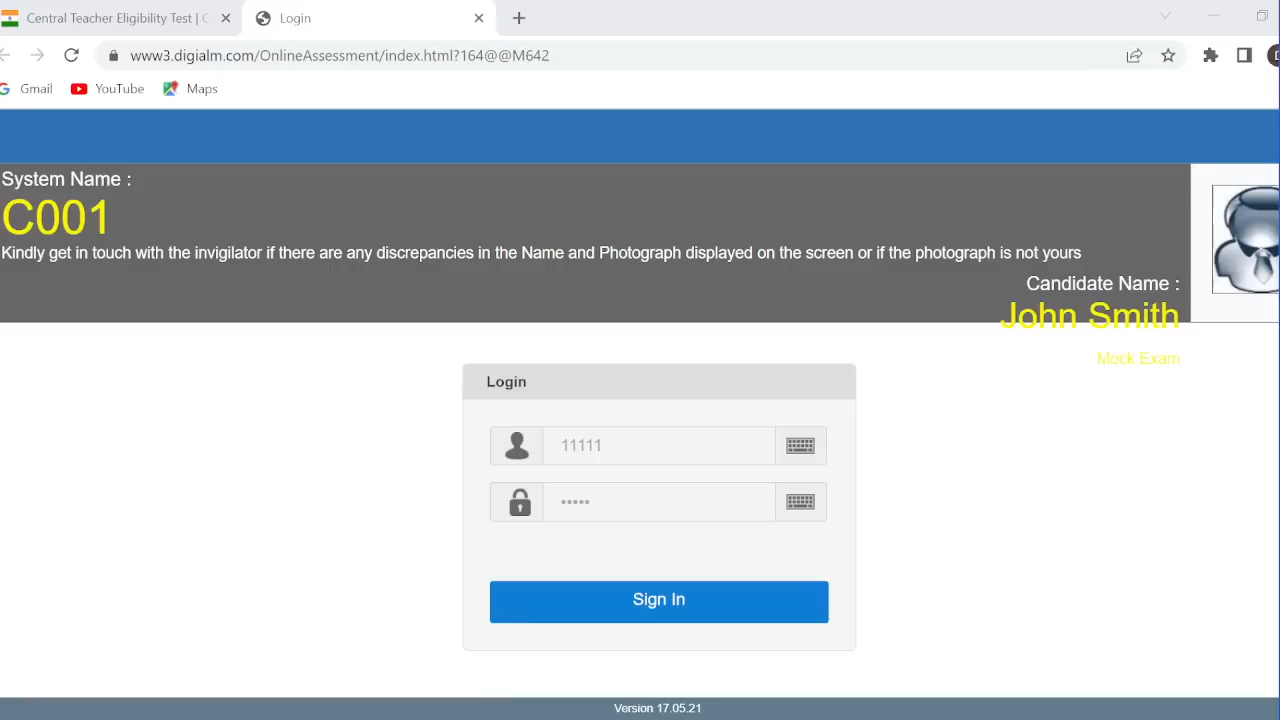 Central Teacher Eligibility Test | C
Login
www3.digialm.com/OnlineAssessment/index.html?164@@M642
Gmail
YouTube
Maps
System Name :
C001
Kindly get in touch with the invigilator if there are any discrepancies in the Name and Photograph displayed on the screen or if the photograph is not yours
Candidate Name :
John Smith
Mock Exam
Login
11111
•••••
Sign In
Version 17.05.21